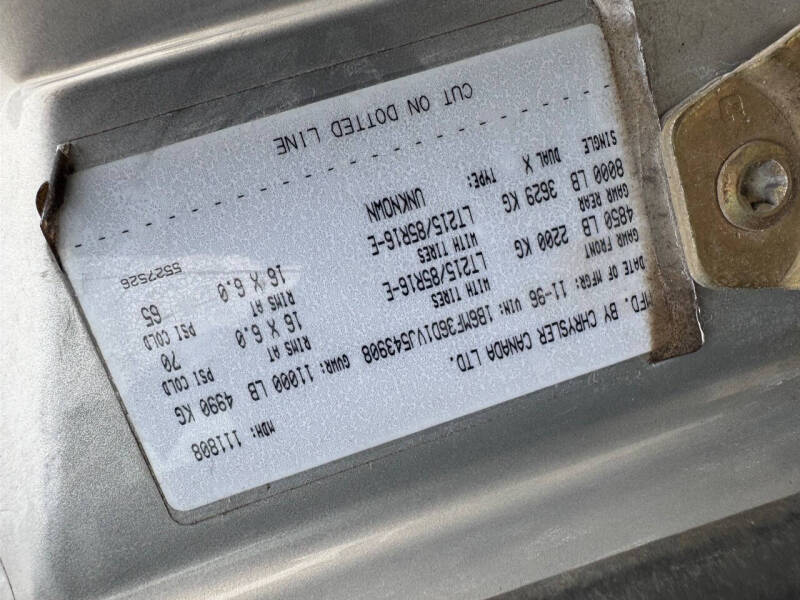 MFD. BY CHRYSLER CANADA LTD. MDH: 111808
DATE OF MFGR: 11-96 VIN: 1B6MF36D1VJ543908 GVWR: 11000 LB 4990 KG
GAWR FRONT WITH TIRES RIMS AT PSI COLD
4850 LB 2200 KG LT215/85R16-E 16 X 6.0 70
GAWR REAR WITH TIRES RIMS AT PSI COLD
8000 LB 3629 KG LT215/85R16-E 16 X 6.0 65
SINGLE DUAL X TYPE: UNKNOWN 5527526
CUT ON DOTTED LINE